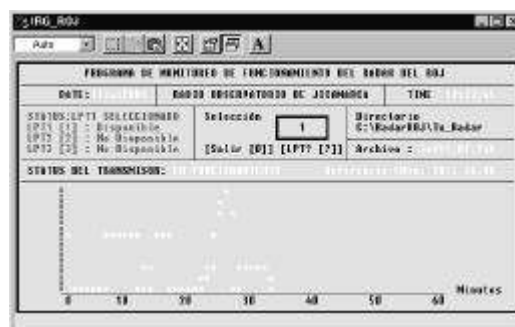 IRG_ROJ
Auto
A
PROGRAMA DE MONITOREO DE FUNCIONAMIENTO DEL RADAR DEL ROJ
DATE:
RADIO OBSERVATORIO DE JICAMARCA
TIME
STATUS:LPT1 SELECCIONADO
LPT1 [1] : Disponible
LPT2 [2] : No Disponible
LPT3 [3] : No Disponible
Selección
1
[Salir [0]] [LPT? [?]]
Directorio
C:\RadarROJ\Tu_Radar
Archivo :
STATUS DEL TRANSMISOR:
Minutos
0 10 20 30 40 50 60